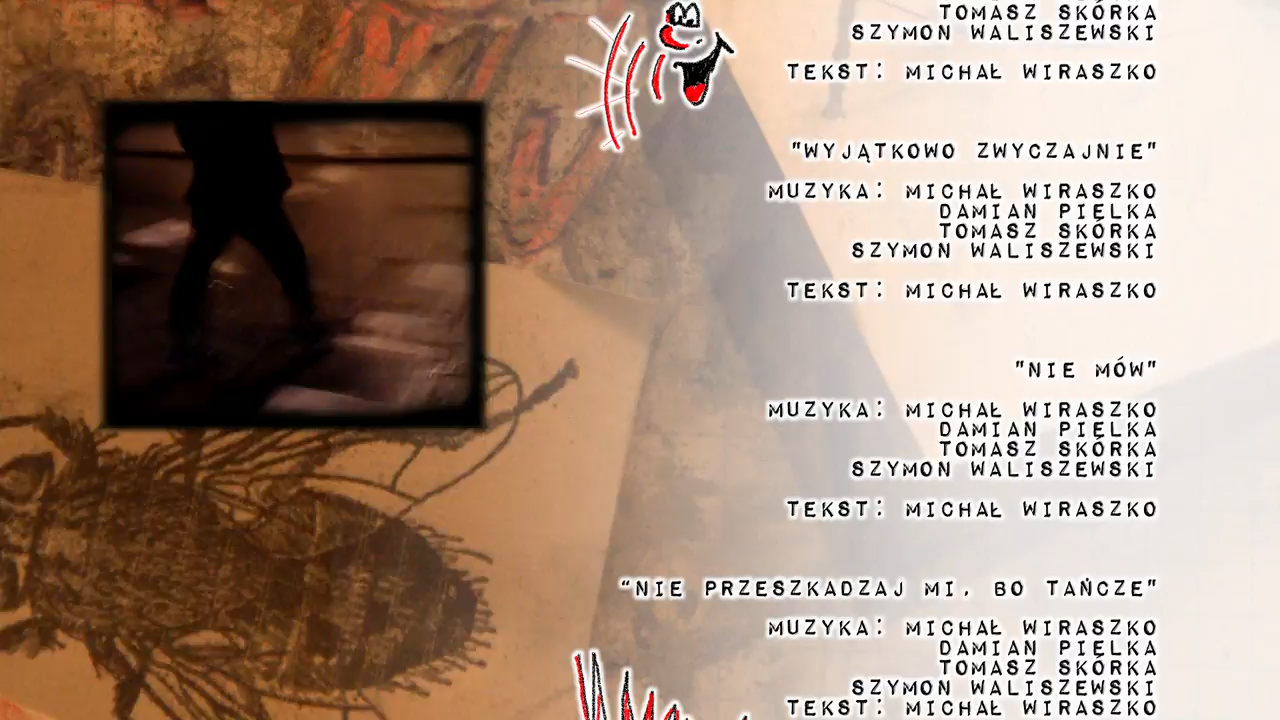 TOMASZ SKÓRKA
SZYMON WALISZEWSKI
TEKST: MICHAŁ WIRASZKO
"WYJĄTKOWO ZWYCZAJNIE"
MUZYKA: MICHAŁ WIRASZKO
DAMIAN PIELKA
TOMASZ SKÓRKA
SZYMON WALISZEWSKI
TEKST: MICHAŁ WIRASZKO
"NIE MÓW"
MUZYKA: MICHAŁ WIRASZKO
DAMIAN PIELKA
TOMASZ SKÓRKA
SZYMON WALISZEWSKI
TEKST: MICHAŁ WIRASZKO
"NIE PRZESZKADZAJ MI, BO TAŃCZE"
MUZYKA: MICHAŁ WIRASZKO
DAMIAN PIELKA
TOMASZ SKÓRKA
SZYMON WALISZEWSKI
TEKST: MICHAŁ WIRASZKO